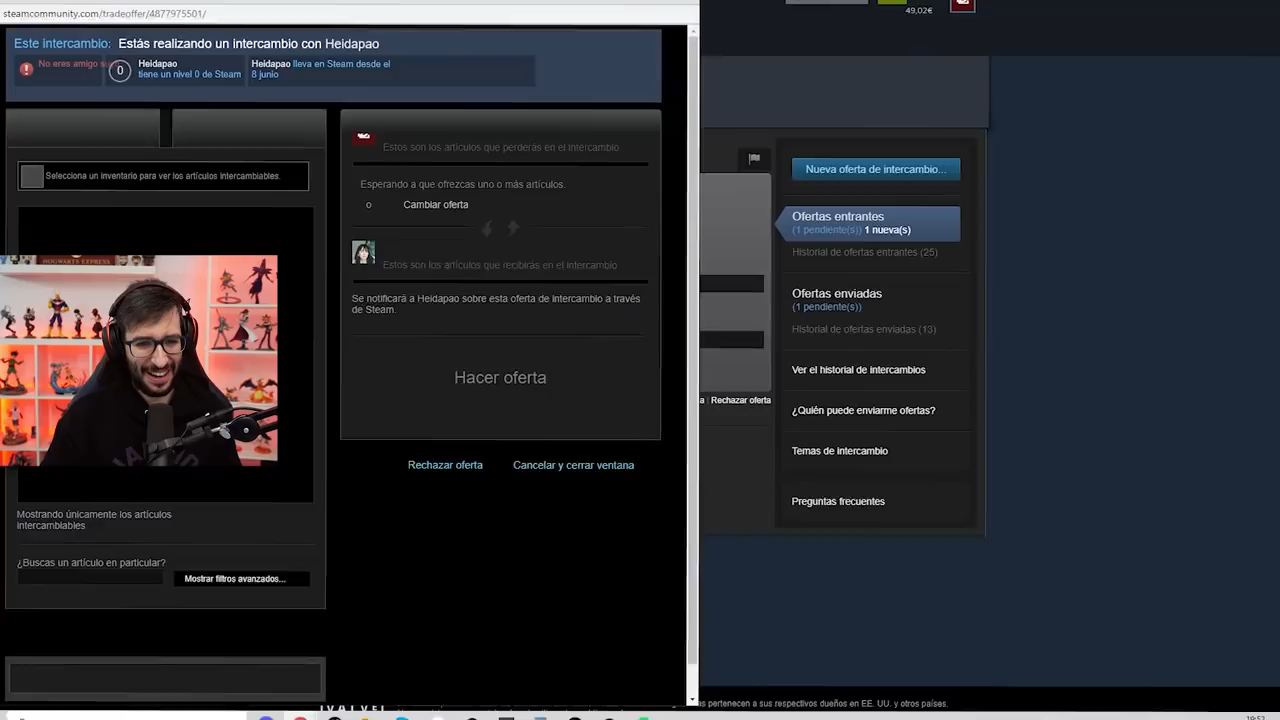 steamcommunity.com/tradeoffer/4877975501/
49,02€
Este intercambio: Estás realizando un intercambio con Heidapao
No eres amigo su
0
Heidapao
tiene un nivel 0 de Steam
Heidapao lleva en Steam desde el
8 junio
Selecciona un inventario para ver los artículos intercambiables.
HOGWARTS EXPRESS
Mostrando únicamente los artículos
intercambiables
¿Buscas un artículo en particular?
Mostrar filtros avanzados...
Estos son los artículos que perderás en el intercambio
Esperando a que ofrezcas uno o más artículos.
o Cambiar oferta
Estos son los artículos que recibirás en el intercambio
Se notificará a Heidapao sobre esta oferta de intercambio a través
de Steam.
Hacer oferta
Rechazar oferta
Cancelar y cerrar ventana
a | Rechazar oferta
Nueva oferta de intercambio...
Ofertas entrantes
(1 pendiente(s)) 1 nueva(s)
Historial de ofertas entrantes (25)
Ofertas enviadas
(1 pendiente(s))
Historial de ofertas enviadas (13)
Ver el historial de intercambios
¿Quién puede enviarme ofertas?
Temas de intercambio
Preguntas frecuentes
s pertenecen a sus respectivos dueños en EE. UU. y otros países.